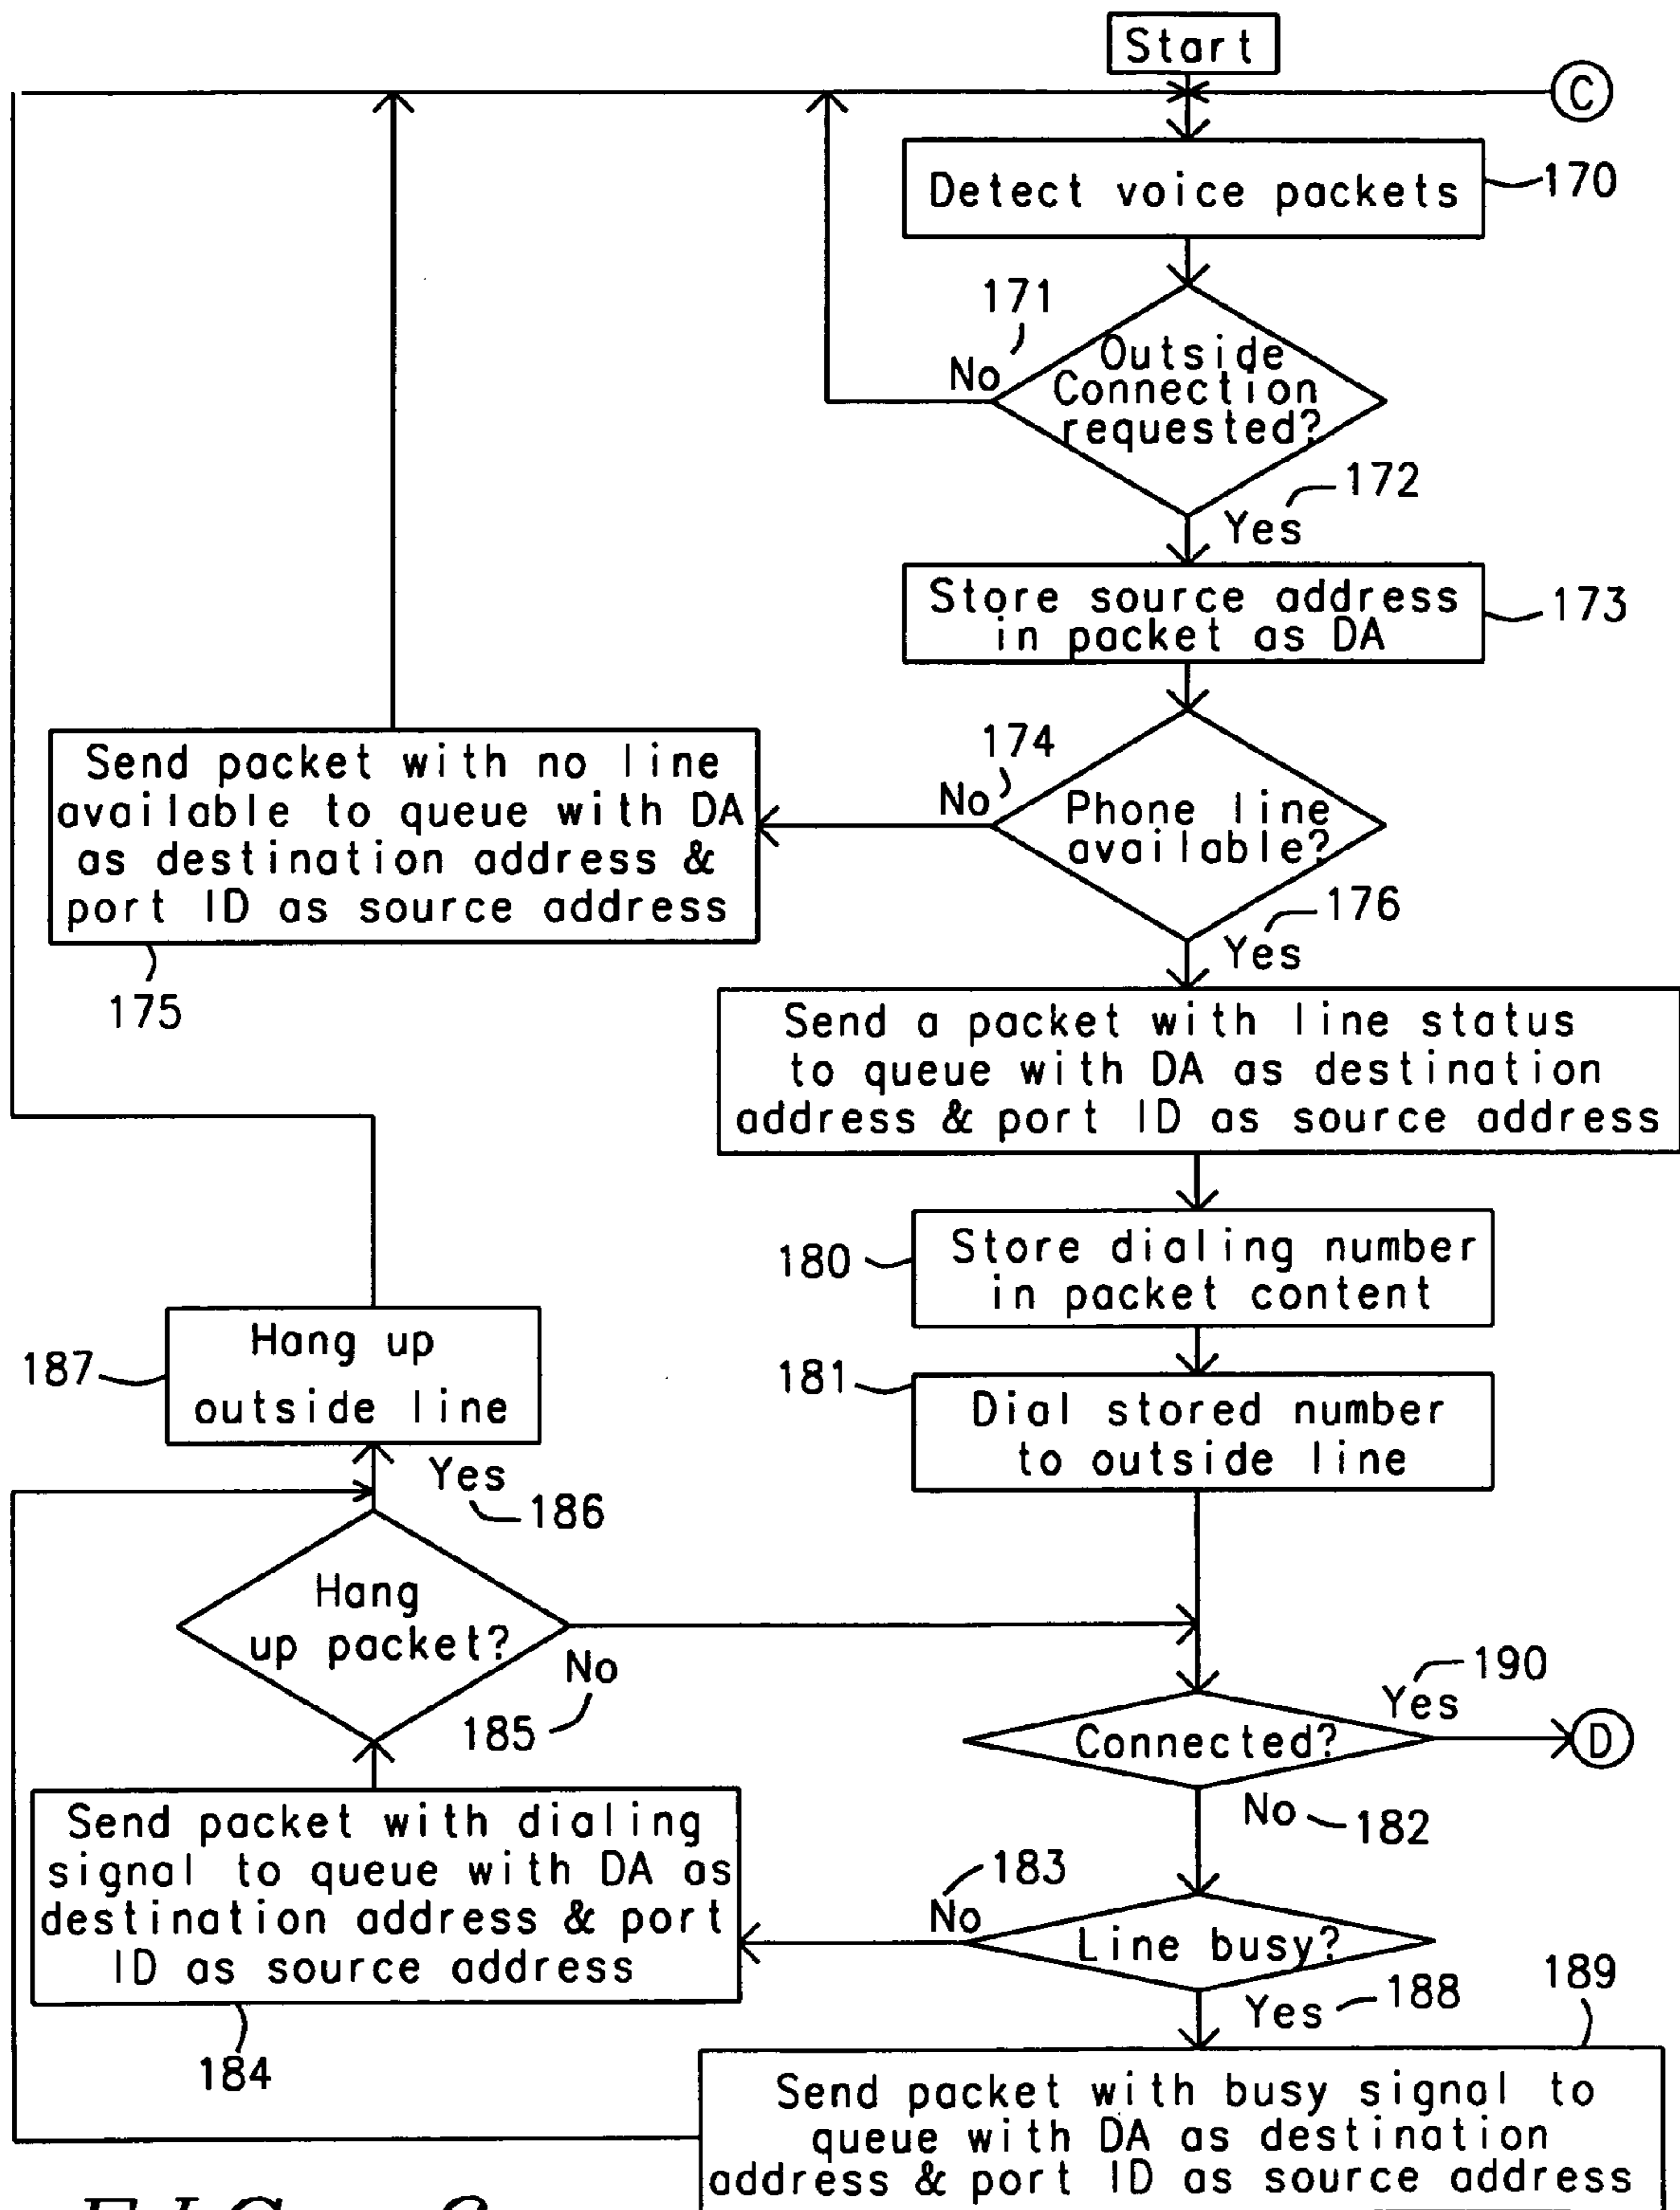 Start
C
Detect voice packets
170
171
No
Outside
Connection
requested?
172
Yes
Store source address
in packet as DA
173
174
No
Phone line
available?
176
Yes
Send packet with no line
available to queue with DA
as destination address &
port ID as source address
175
Send a packet with line status
to queue with DA as destination
address & port ID as source address
180
Store dialing number
in packet content
181
Dial stored number
to outside line
187
Hang up
outside line
Yes
186
Hang
up packet?
No
185
190
Yes
Connected?
D
No
182
Send packet with dialing
signal to queue with DA as
destination address & port
ID as source address
184
183
No
Line busy?
Yes
188
189
Send packet with busy signal to
queue with DA as destination
address & port ID as source address